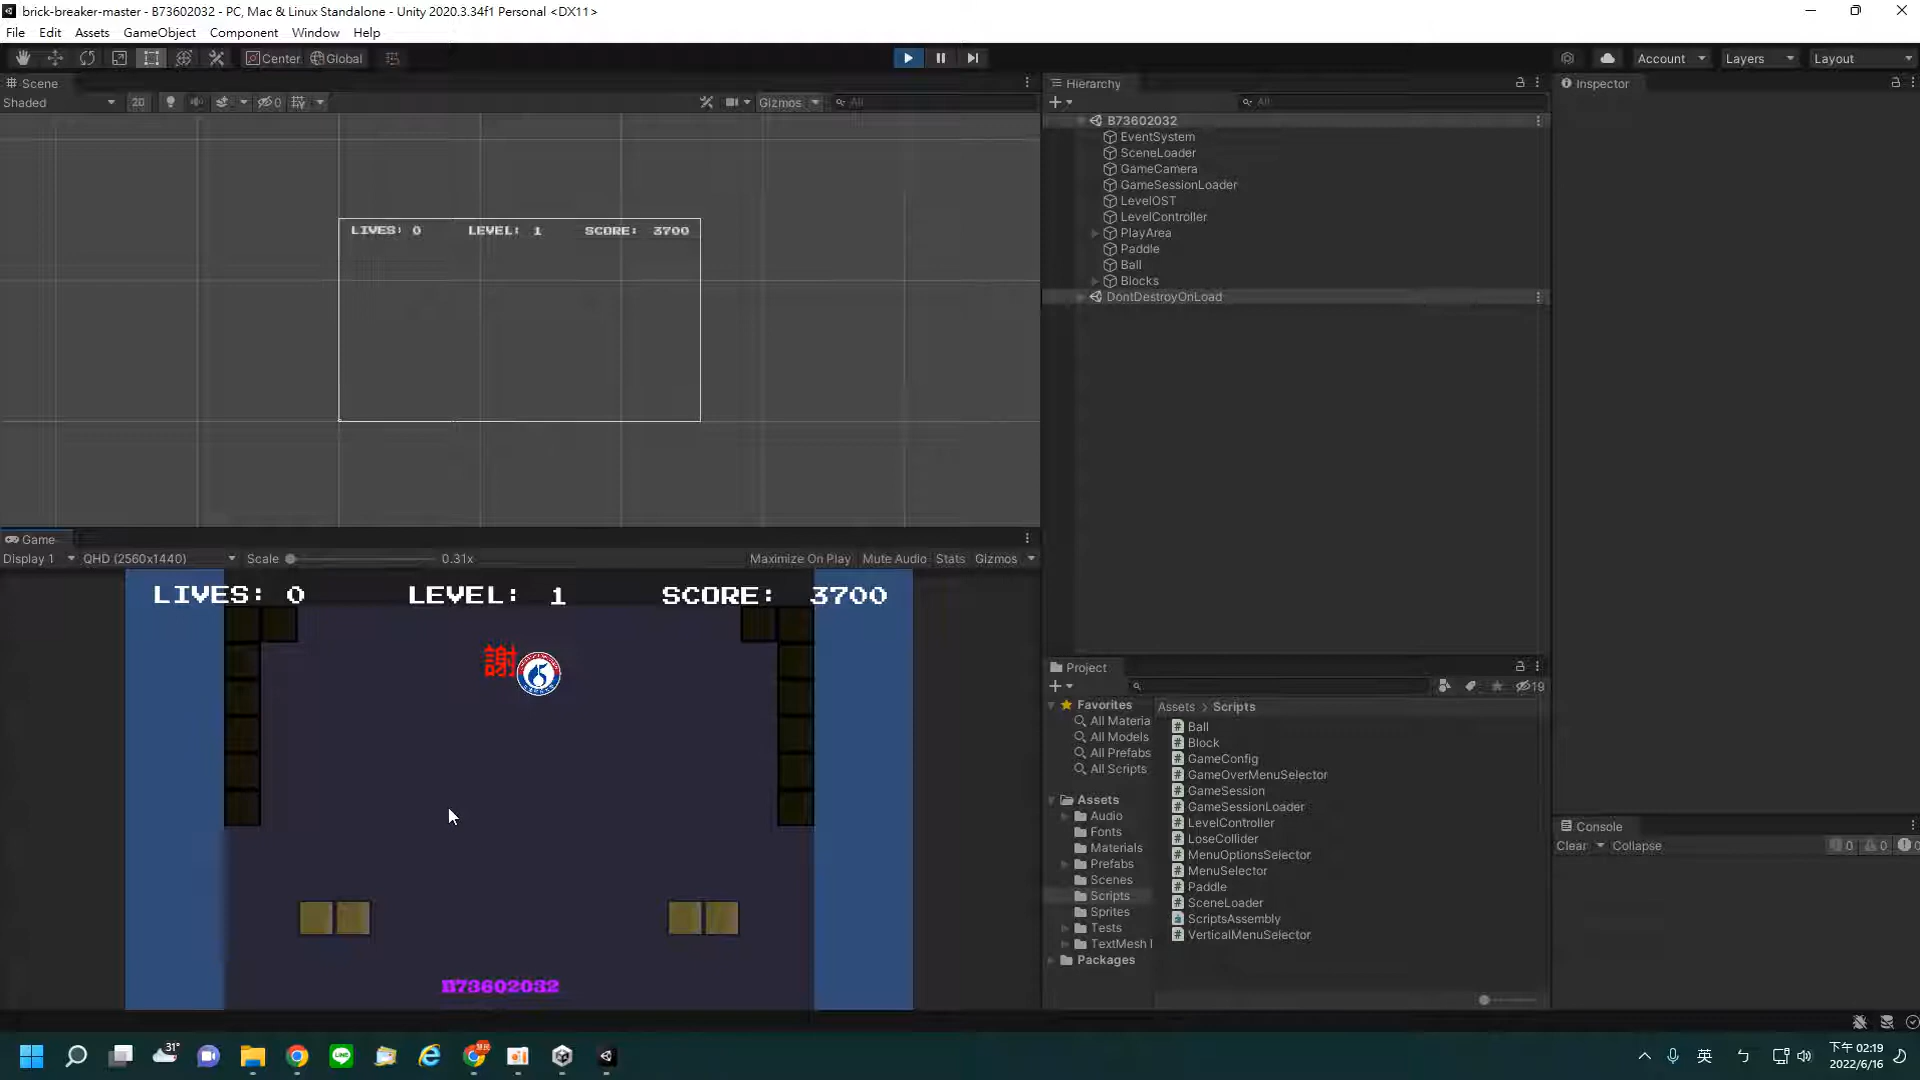 brick-breaker-master - B73602032 - PC, Mac & Linux Standalone - Unity 2020.3.34f1 Personal <DX11>
File Edit Assets GameObject Component Window Help
Center Global
Account Layers Layout
Scene
Shaded 2D 0 Gizmos All
LIVES: 0 LEVEL: 1 SCORE: 3700
Game
Display 1 QHD (2560x1440) Scale 0.31x Maximize On Play Mute Audio Stats Gizmos
LIVES: 0 LEVEL: 1 SCORE: 3700
謝
B73602032
Hierarchy
All
B73602032
EventSystem
SceneLoader
GameCamera
GameSessionLoader
LevelOST
LevelController
PlayArea
Paddle
Ball
Blocks
DontDestroyOnLoad
Project
19
Favorites
All Materia
All Models
All Prefabs
All Scripts
Assets
Audio
Fonts
Materials
Prefabs
Scenes
Scripts
Sprites
Tests
TextMesh
Packages
Assets > Scripts
Ball
Block
GameConfig
GameOverMenuSelector
GameSession
GameSessionLoader
LevelController
LoseCollider
MenuOptionsSelector
MenuSelector
Paddle
SceneLoader
ScriptsAssembly
VerticalMenuSelector
Inspector
Console
Clear Collapse 0 0 0
31°
英 ㄅ
下午 02:19
2022/6/16